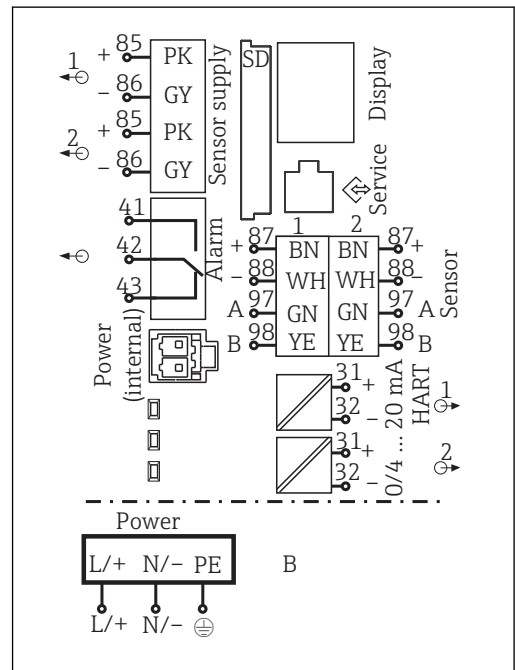 1
+ 85 PK
- 86 GY
2
+ 85 PK
- 86 GY
Sensor supply
SD
Display
Service
41
42
43
Alarm
1 2
+ 87 BN BN 87 +
- 88 WH WH 88 -
A 97 GN GN 97 A
B 98 YE YE 98 B
Sensor
Power
(internal)
31 +
32 -
31 +
32 -
0/4 ... 20 mA
HART
1
2
Power
L/+ N/- PE
L/+ N/-
B